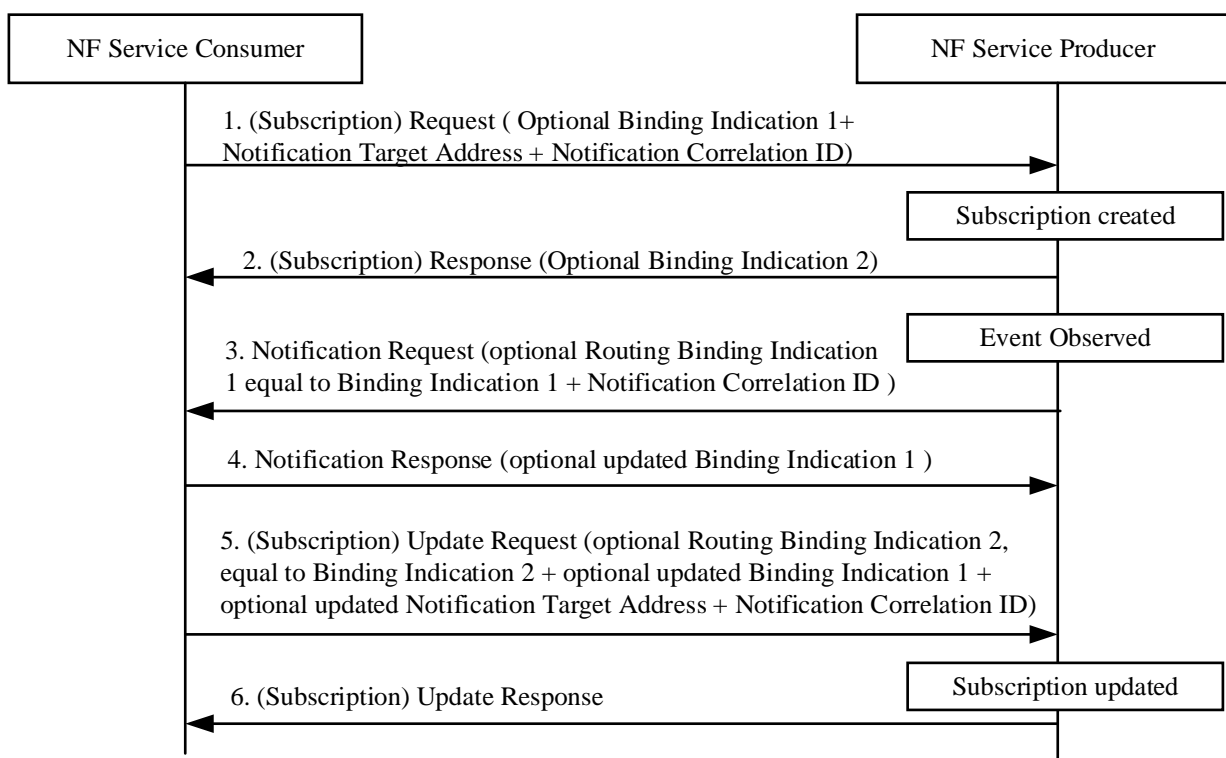 NF Service Consumer
NF Service Producer
1. (Subscription) Request ( Optional Binding Indication 1+
Notification Target Address + Notification Correlation ID)
Subscription created
2. (Subscription) Response (Optional Binding Indication 2)
Event Observed
3. Notification Request (optional Routing Binding Indication
1 equal to Binding Indication 1 + Notification Correlation ID )
4. Notification Response (optional updated Binding Indication 1 )
5. (Subscription) Update Request (optional Routing Binding Indication 2,
equal to Binding Indication 2 + optional updated Binding Indication 1 +
optional updated Notification Target Address + Notification Correlation ID)
Subscription updated
6. (Subscription) Update Response